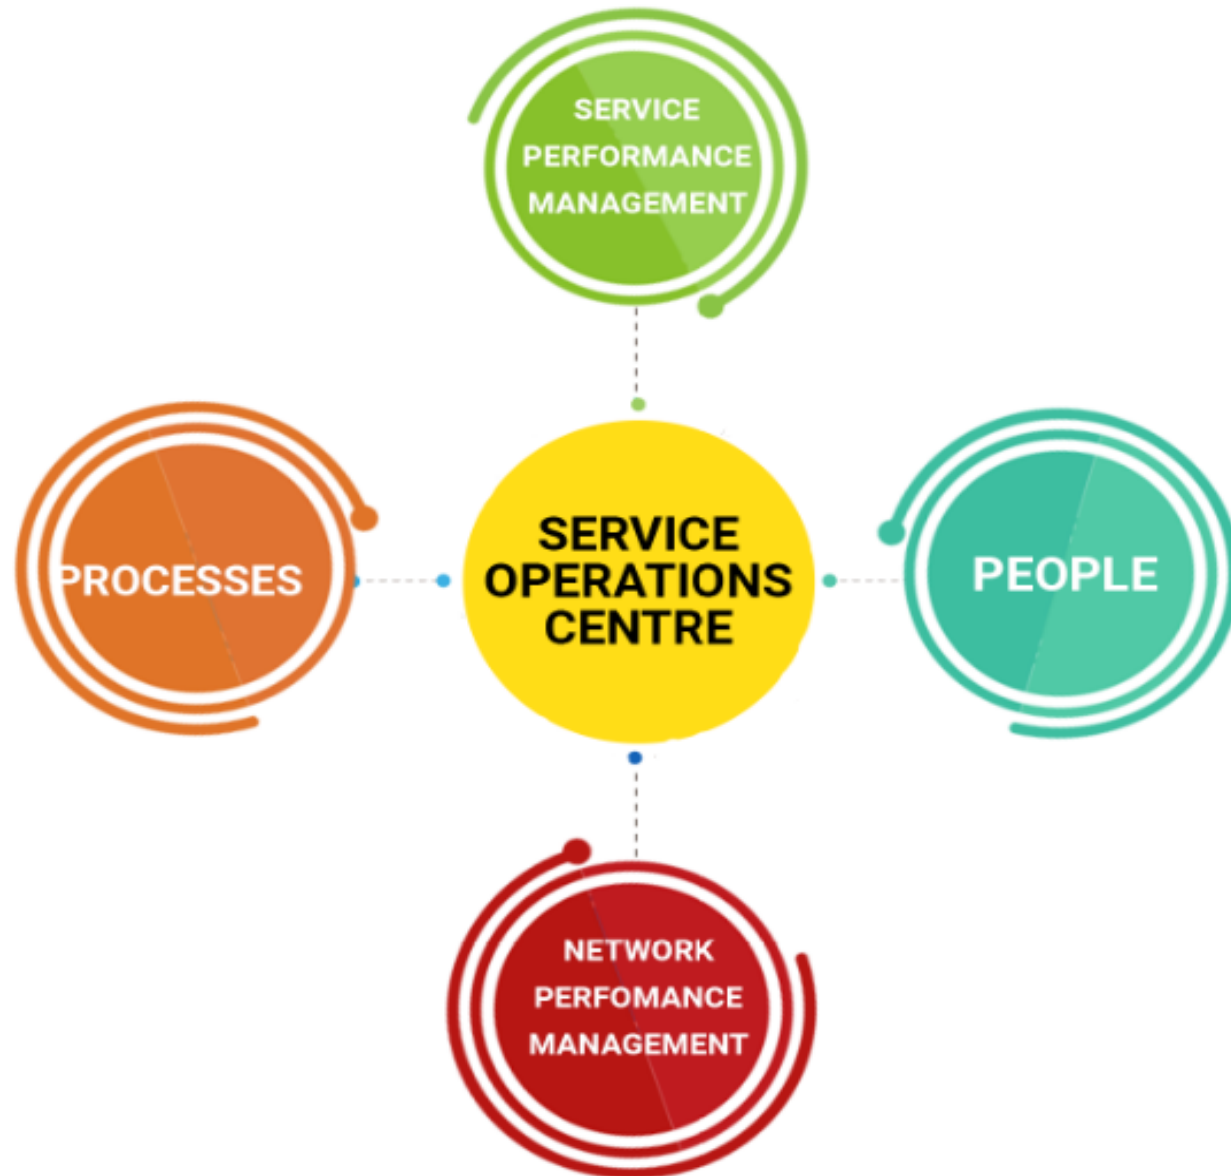 SERVICE
PERFORMANCE
MANAGEMENT
PROCESSES
SERVICE
OPERATIONS
CENTRE
PEOPLE
NETWORK
PERFOMANCE
MANAGEMENT